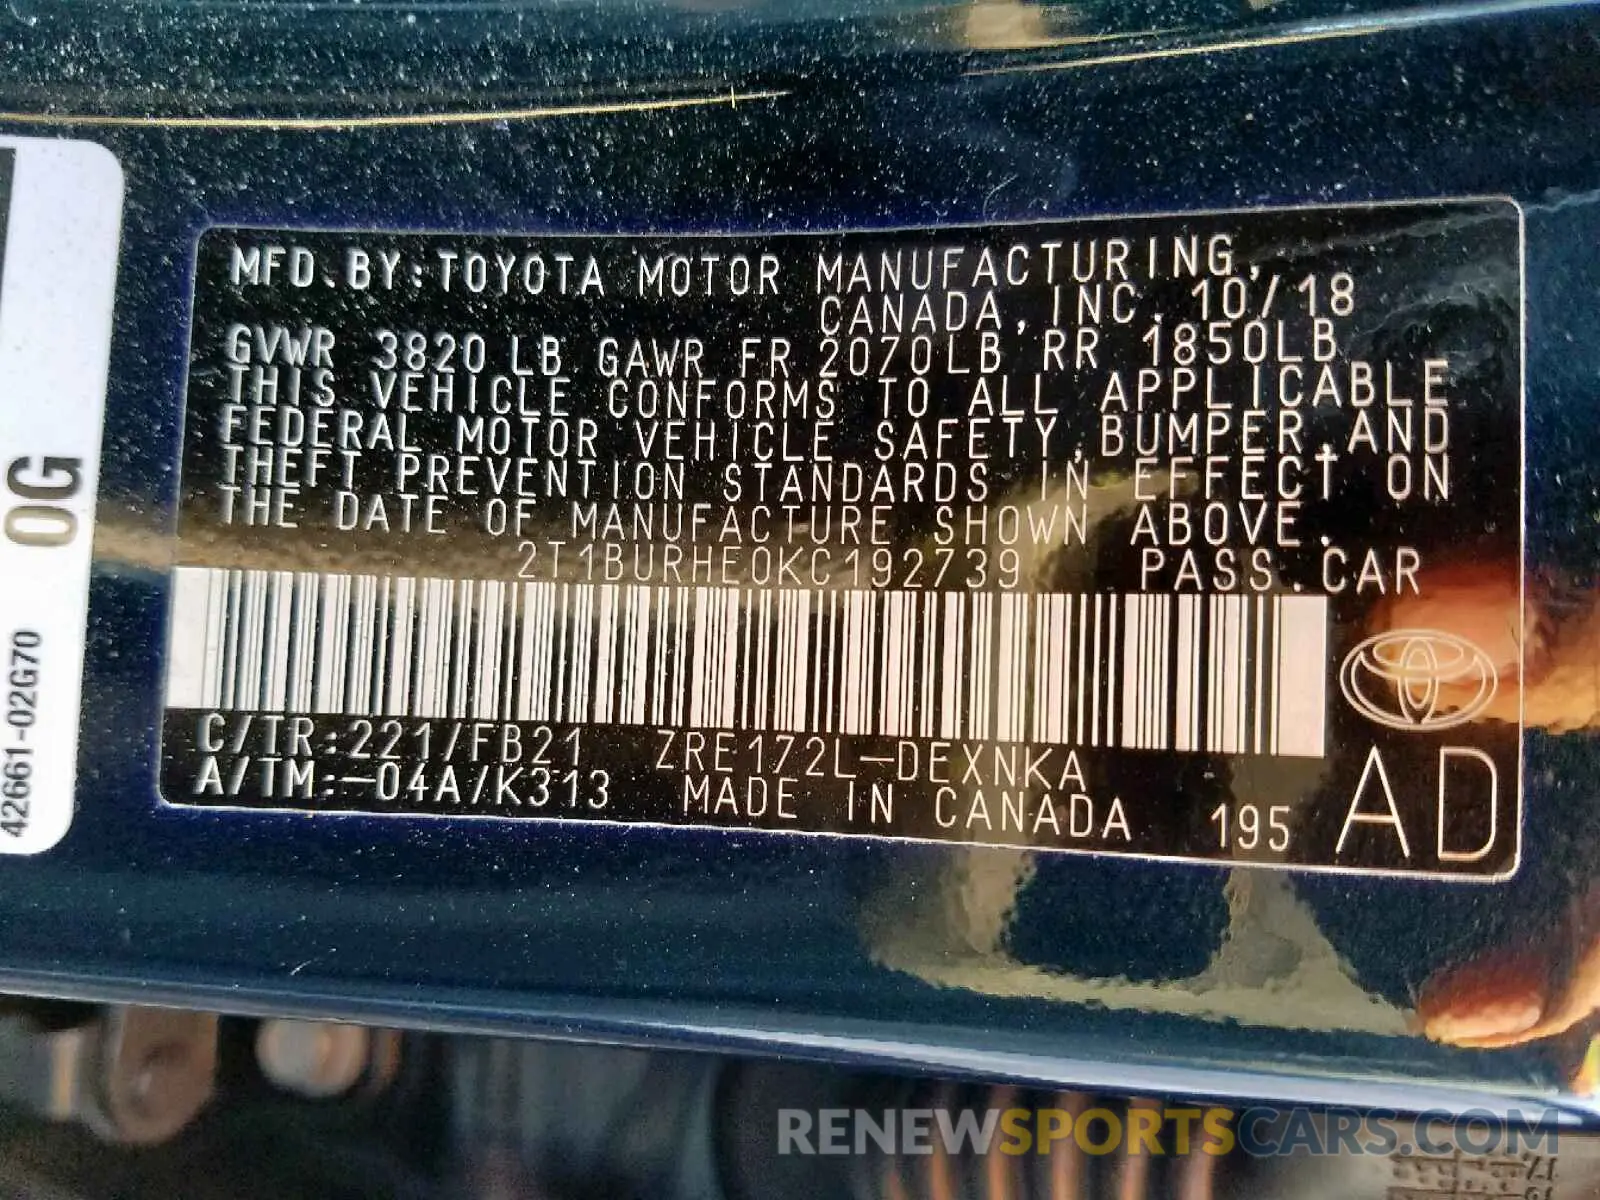 MFD.BY:TOYOTA MOTOR MANUFACTURING,
CANADA,INC. 10/18
GVWR 3820 LB GAWR FR 2070LB RR 1850LB
THIS VEHICLE CONFORMS TO ALL APPLICABLE
FEDERAL MOTOR VEHICLE SAFETY,BUMPER,AND
THEFT PREVENTION STANDARDS IN EFFECT ON
THE DATE OF MANUFACTURE SHOWN ABOVE.
2T1BURHE0KC192739 PASS.CAR
C/TR:221/FB21 ZRE172L-DEXNKA
A/TM:-04A/K313 MADE IN CANADA 195
AD
0G
42661-02G70
RENEWSPORTSCARS.COM